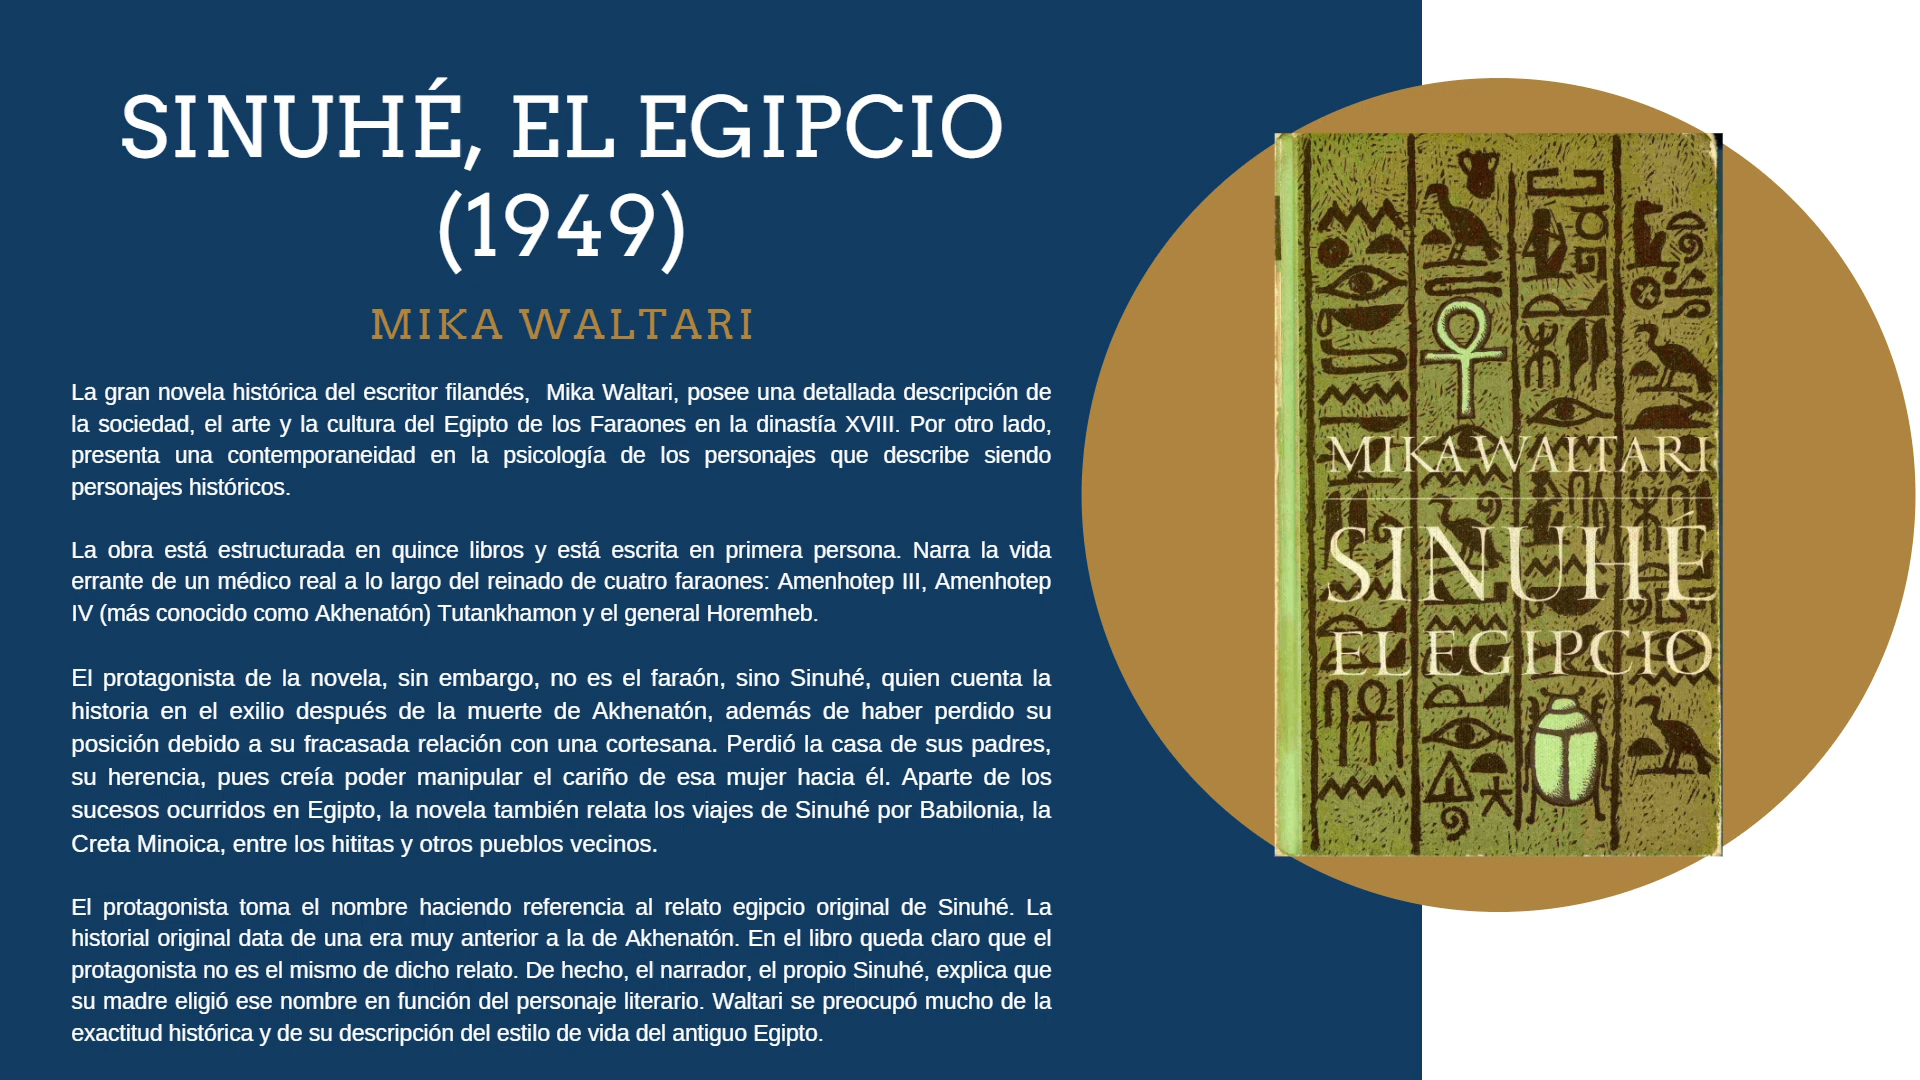 SINUHÉ, EL EGIPCIO
(1949)
MIKA WALTARI
La gran novela histórica del escritor filandés,  Mika Waltari, posee una detallada descripción de
la sociedad, el arte y la cultura del Egipto de los Faraones en la dinastía XVIII. Por otro lado,
presenta una contemporaneidad en la psicología de los personajes que describe siendo
personajes históricos.
La obra está estructurada en quince libros y está escrita en primera persona. Narra la vida
errante de un médico real a lo largo del reinado de cuatro faraones: Amenhotep III, Amenhotep
IV (más conocido como Akhenatón) Tutankhamon y el general Horemheb.
El protagonista de la novela, sin embargo, no es el faraón, sino Sinuhé, quien cuenta la
historia en el exilio después de la muerte de Akhenatón, además de haber perdido su
posición debido a su fracasada relación con una cortesana. Perdió la casa de sus padres,
su herencia, pues creía poder manipular el cariño de esa mujer hacia él. Aparte de los
sucesos ocurridos en Egipto, la novela también relata los viajes de Sinuhé por Babilonia, la
Creta Minoica, entre los hititas y otros pueblos vecinos.
El protagonista toma el nombre haciendo referencia al relato egipcio original de Sinuhé. La
historial original data de una era muy anterior a la de Akhenatón. En el libro queda claro que el
protagonista no es el mismo de dicho relato. De hecho, el narrador, el propio Sinuhé, explica que
su madre eligió ese nombre en función del personaje literario. Waltari se preocupó mucho de la
exactitud histórica y de su descripción del estilo de vida del antiguo Egipto.
MIKA WALTARI
SINUHÉ
EL EGIPCIO